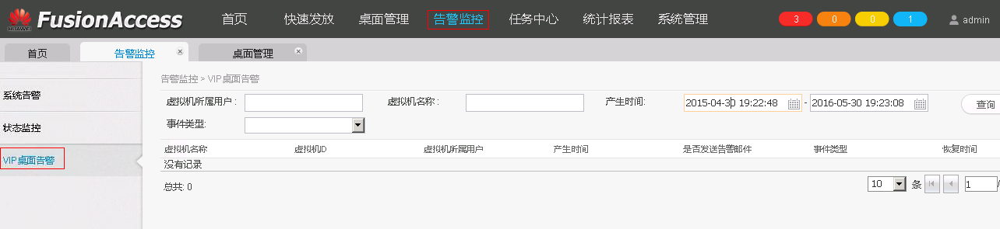 HUAWEI FusionAccess 首页 快速发放 桌面管理 告警监控 任务中心 统计报表 系统管理 3 0 0 1 admin
首页 告警监控 桌面管理
系统告警
状态监控
VIP桌面告警
告警监控 > VIP桌面告警
虚拟机所属用户: 虚拟机名称: 产生时间: 2015-04-30 19:22:48 - 2016-05-30 19:23:08 查询
事件类型:
虚拟机名称 虚拟机ID 虚拟机所属用户 产生时间 是否发送告警邮件 事件类型 恢复时间
没有记录
总共: 0 10 条 1 /